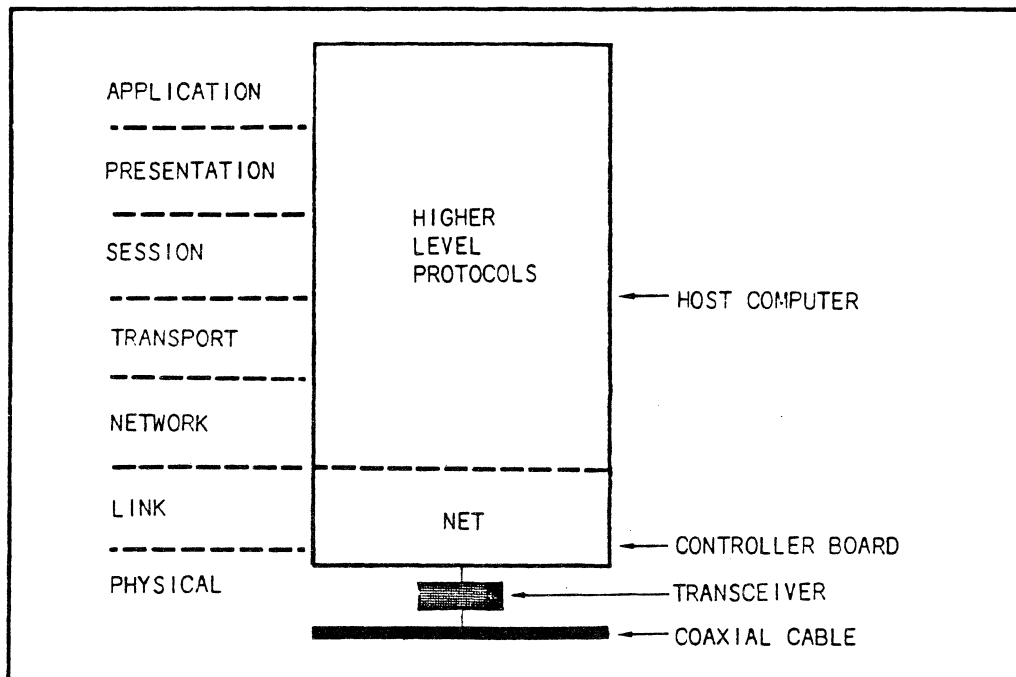 APPLICATION
PRESENTATION
SESSION
TRANSPORT
NETWORK
LINK
PHYSICAL
HIGHER
LEVEL
PROTOCOLS
NET
HOST COMPUTER
CONTROLLER BOARD
TRANSCEIVER
COAXIAL CABLE